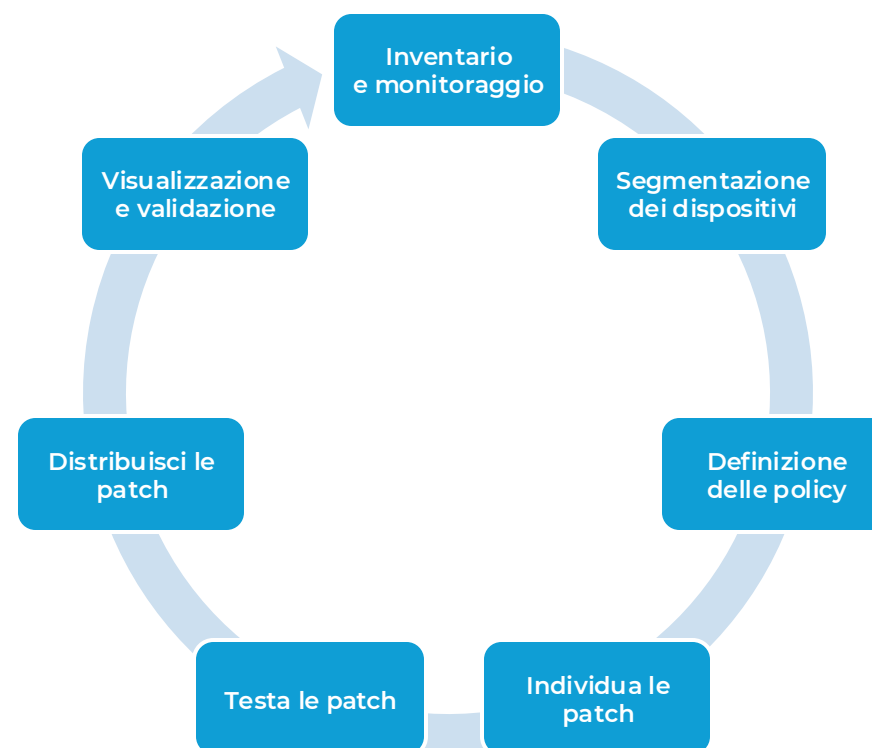 Inventario
e monitoraggio
Segmentazione
dei dispositivi
Definizione
delle policy
Individua le
patch
Testa le patch
Distribuisci le
patch
Visualizzazione
e validazione